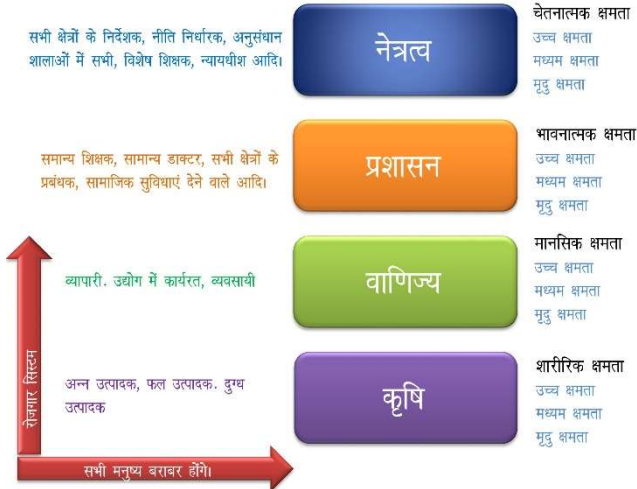 सभी क्षेत्रों के निर्देशक, नीति निर्धारक, अनुसंधान
शालाओं में सभी, विशेष शिक्षक, न्यायधीश आदि।
नेत्रत्व
चेतनात्मक क्षमता
उच्च क्षमता
मध्यम क्षमता
मृदु क्षमता
समान्य शिक्षक, सामान्य डाक्टर, सभी क्षेत्रों के
प्रबंधक, सामाजिक सुविधाएं देने वाले आदि।
प्रशासन
भावनात्मक क्षमता
उच्च क्षमता
मध्यम क्षमता
मृदु क्षमता
व्यापारी. उद्योग में कार्यरत, व्यवसायी
वाणिज्य
मानसिक क्षमता
उच्च क्षमता
मध्यम क्षमता
मृदु क्षमता
अन्न उत्पादक, फल उत्पादक. दुग्ध
उत्पादक
कृषि
शारीरिक क्षमता
उच्च क्षमता
मध्यम क्षमता
मृदु क्षमता
रोजगार सिस्टम
सभी मनुष्य बराबर होंगे।